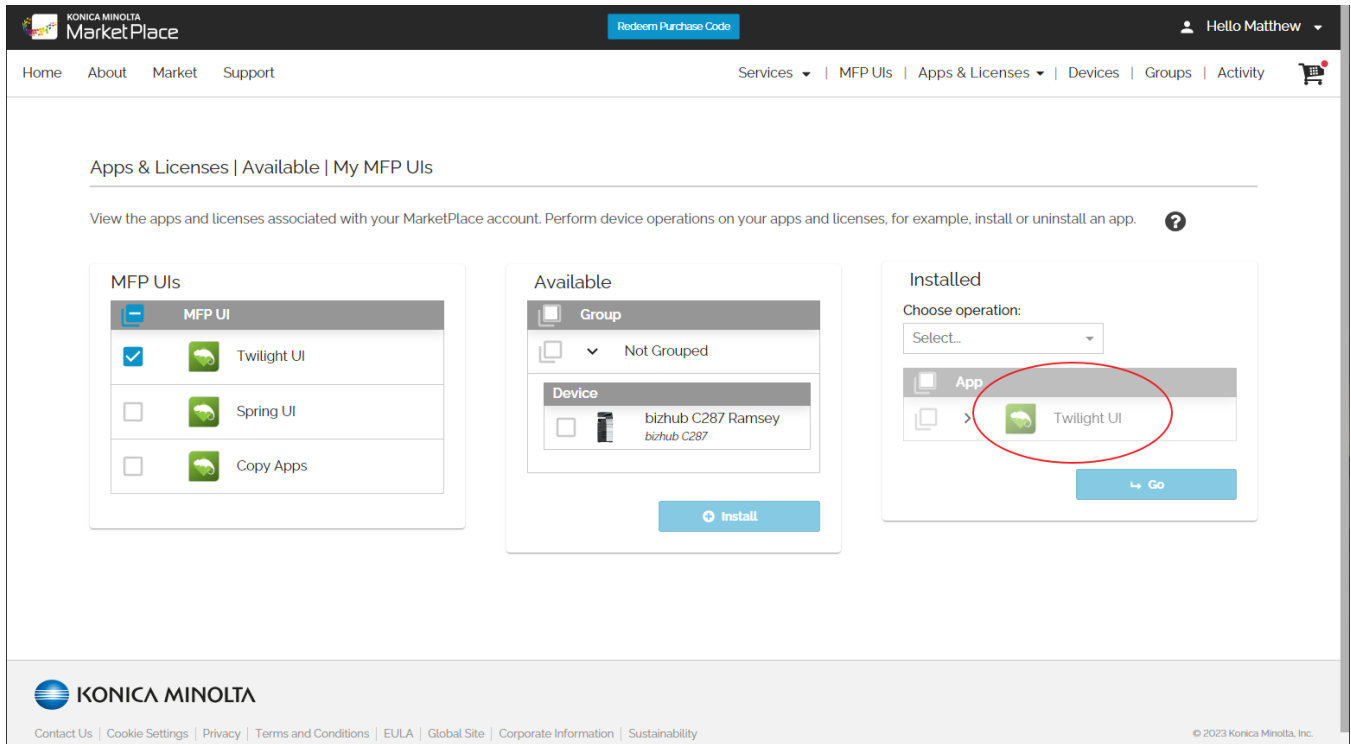 KONICA MINOLTA
MarketPlace
Redeem Purchase Code
Hello Matthew
Home About Market Support
Services | MFP UIs | Apps & Licenses | Devices | Groups | Activity
Apps & Licenses | Available | My MFP UIs
View the apps and licenses associated with your MarketPlace account. Perform device operations on your apps and licenses, for example, install or uninstall an app. ?
MFP UIs
MFP UI
Twilight UI
Spring UI
Copy Apps
Available
Group
Not Grouped
Device
bizhub C287 Ramsey
bizhub C287
Install
Installed
Choose operation:
Select...
App
Twilight UI
Go
KONICA MINOLTA
Contact Us | Cookie Settings | Privacy | Terms and Conditions | EULA | Global Site | Corporate Information | Sustainability
© 2023 Konica Minolta, Inc.